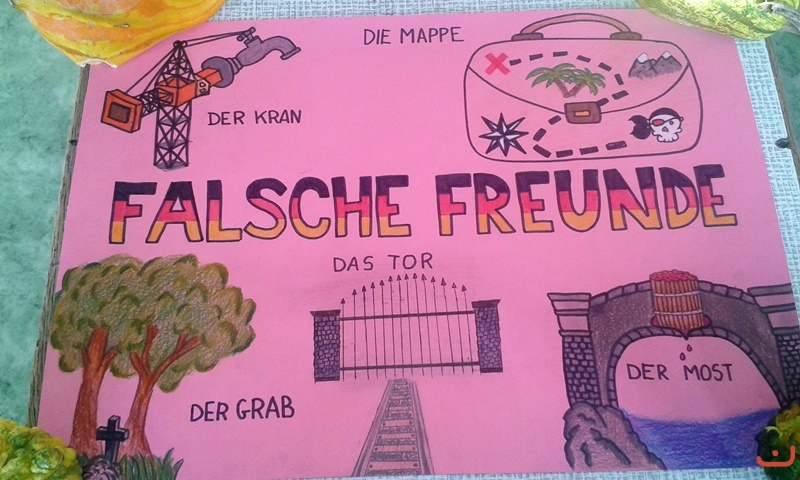 DIE MAPPE
DER KRAN
FALSCHE FREUNDE
DAS TOR
DER GRAB
DER MOST